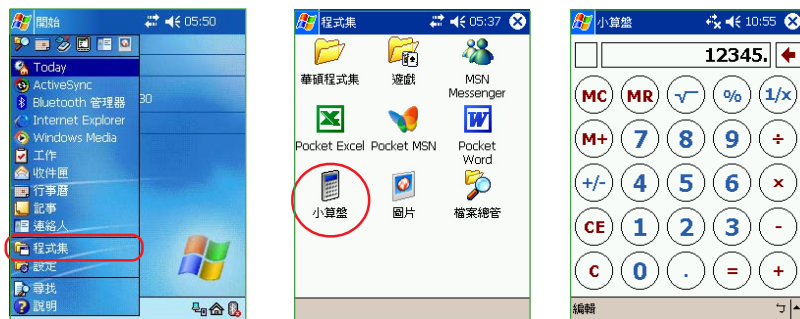 開始
05:50
Today
ActiveSync
Bluetooth 管理器
30
Internet Explorer
Windows Media
工作
收件匣
行事曆
記事
連絡人
程式集
設定
尋找
說明
程式集
05:37
華碩程式集
遊戲
MSN Messenger
Pocket Excel
Pocket MSN
Pocket Word
小算盤
圖片
檔案總管
小算盤
10:55
12345.
MC MR √ % 1/x
M+ 7 8 9 ÷
+/- 4 5 6 ×
CE 1 2 3 -
C 0 . = +
編輯
ㄅ